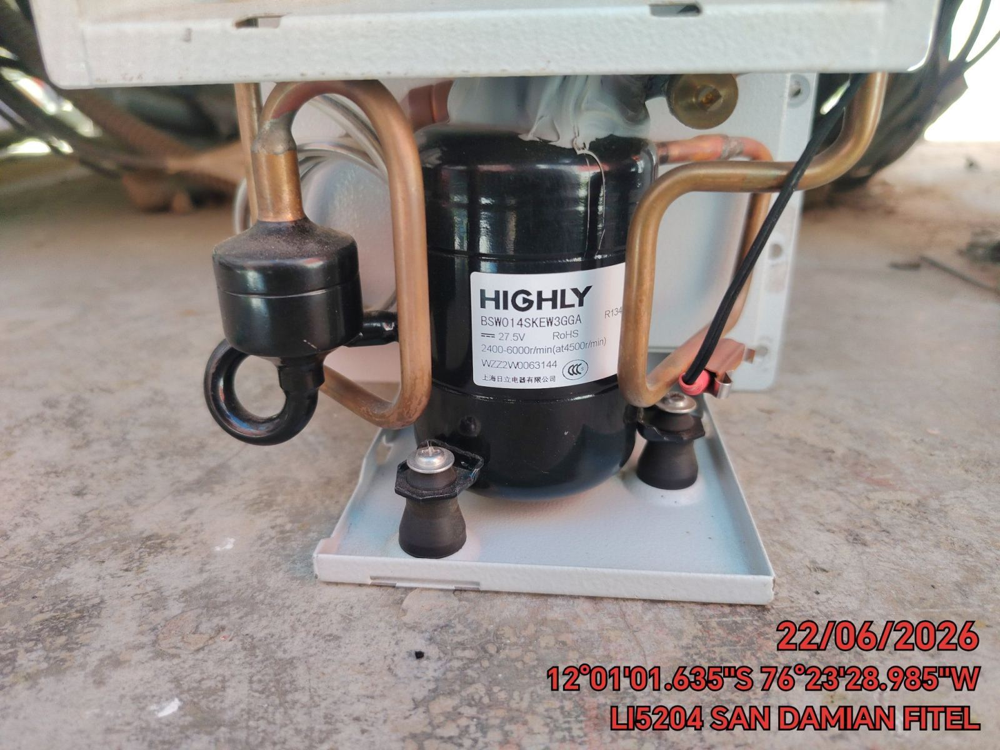 HIGHLY
BSW014SKEW3GGA R134
⎓ 27.5V RoHS
2400-6000r/min(at4500r/min)
WZZ2W0063144 CCC S
上海日立电器有限公司
22/06/2026
12°01'01.635"S 76°23'28.985"W
LI5204 SAN DAMIAN FITEL